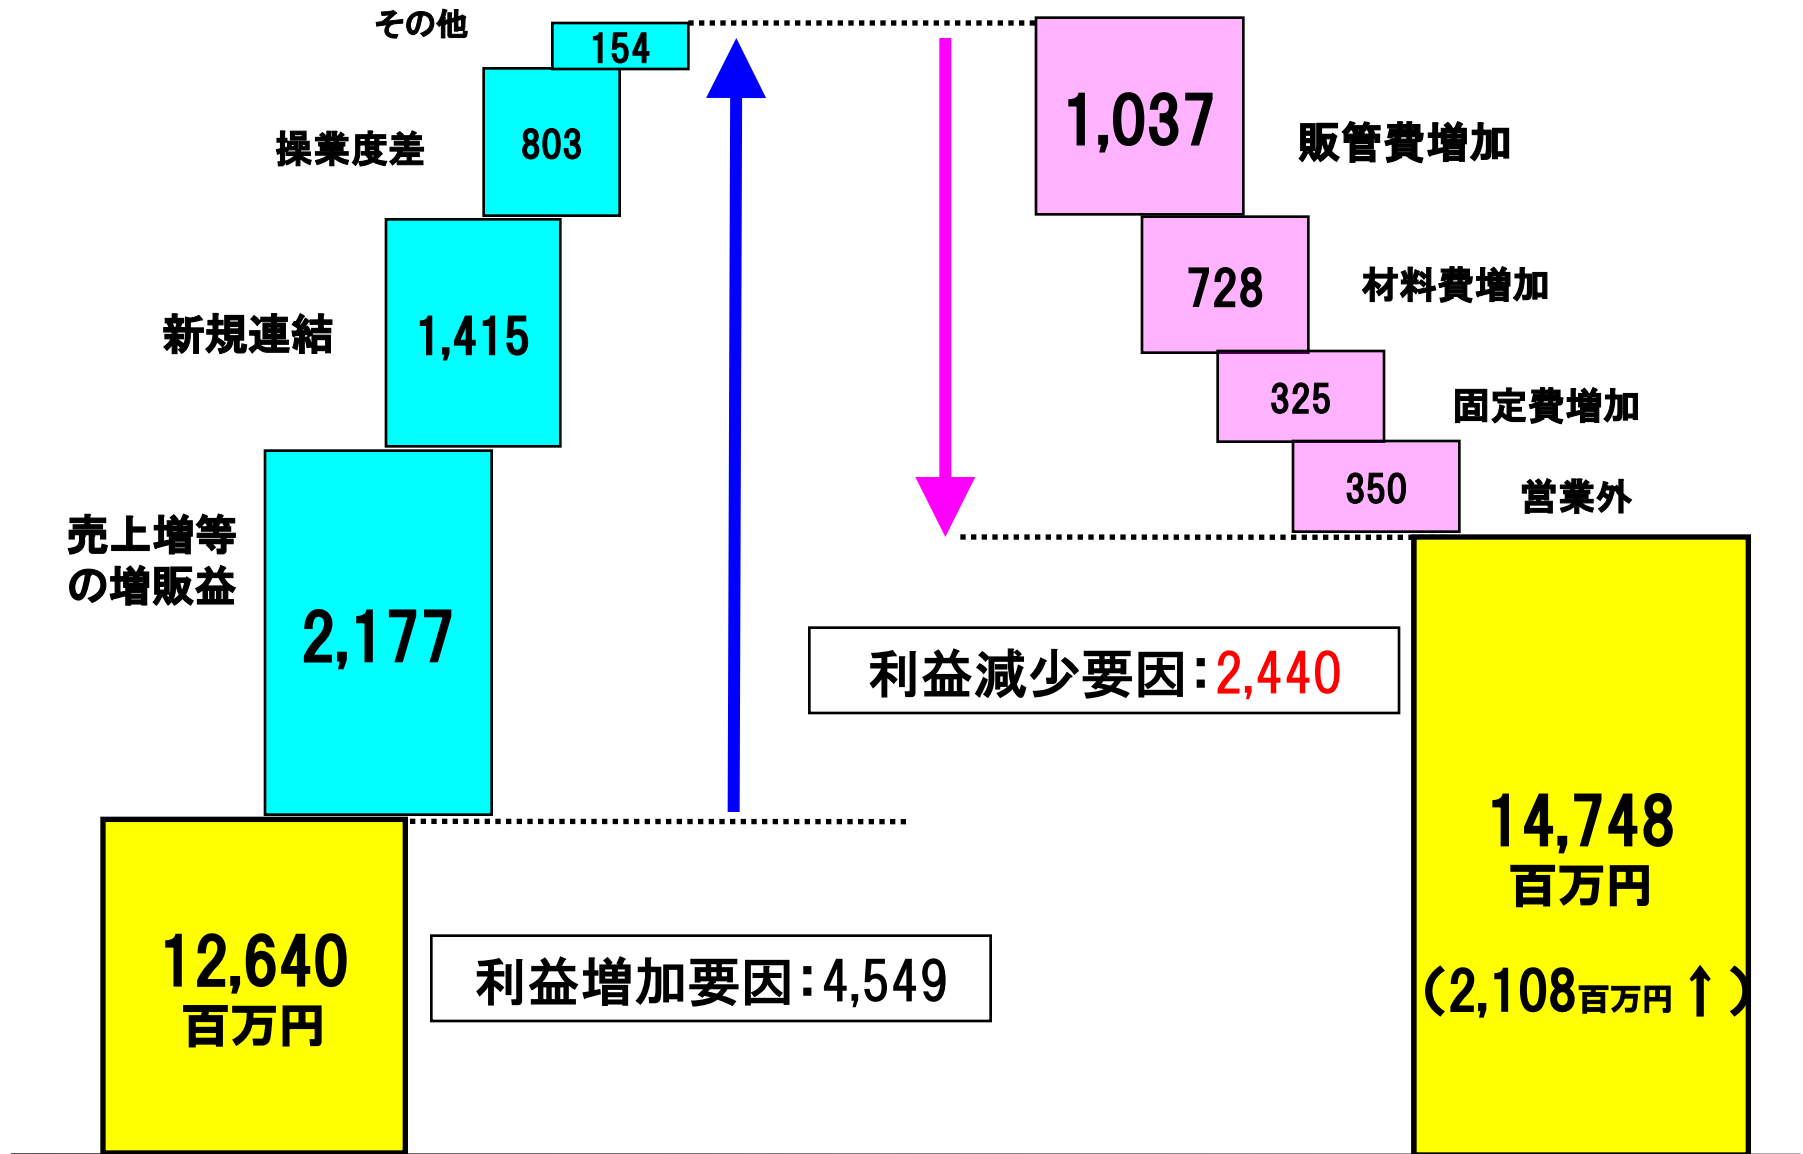 その他
154
操業度差
803
新規連結
1,415
売上増等
の増販益
2,177
12,640
百万円
利益増加要因：4,549
1,037
販管費増加
728
材料費増加
325
固定費増加
350
営業外
利益減少要因：2,440
14,748
百万円
（2,108百万円↑）